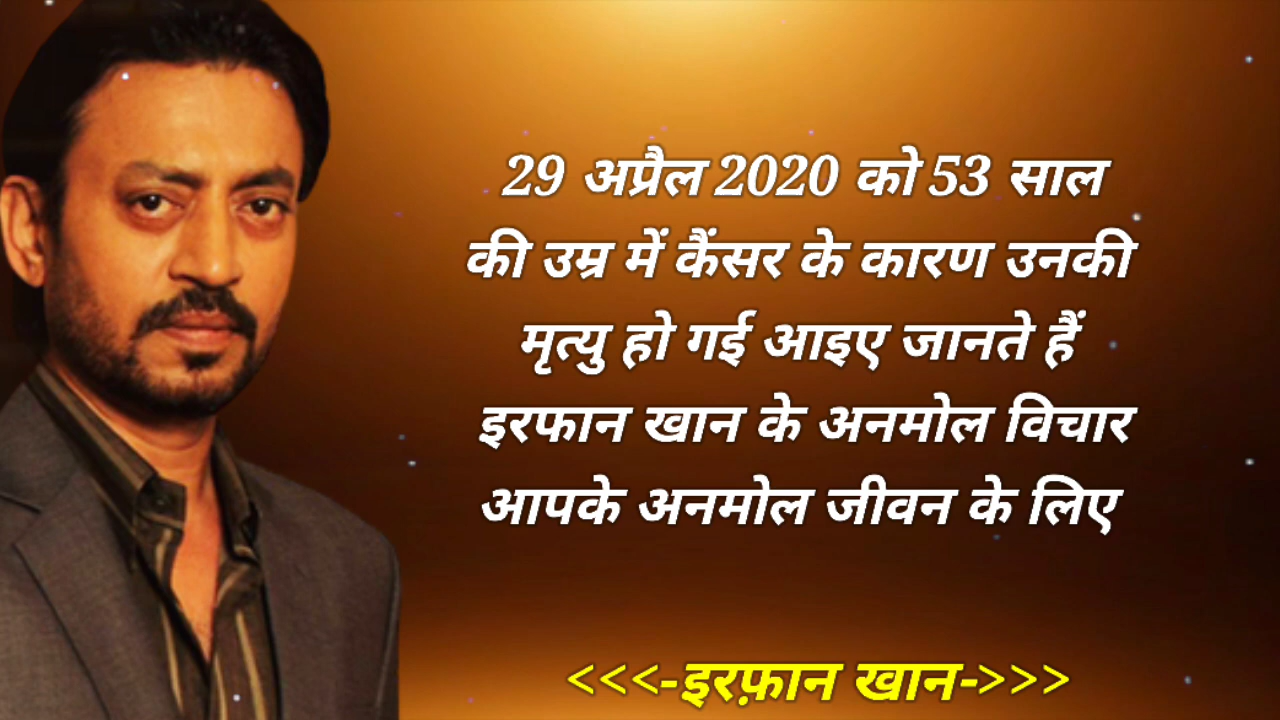 29 अप्रैल 2020 को 53 साल
की उम्र में कैंसर के कारण उनकी
मृत्यु हो गई आइए जानते हैं
इरफान खान के अनमोल विचार
आपके अनमोल जीवन के लिए
<<<-इरफ़ान खान->>>